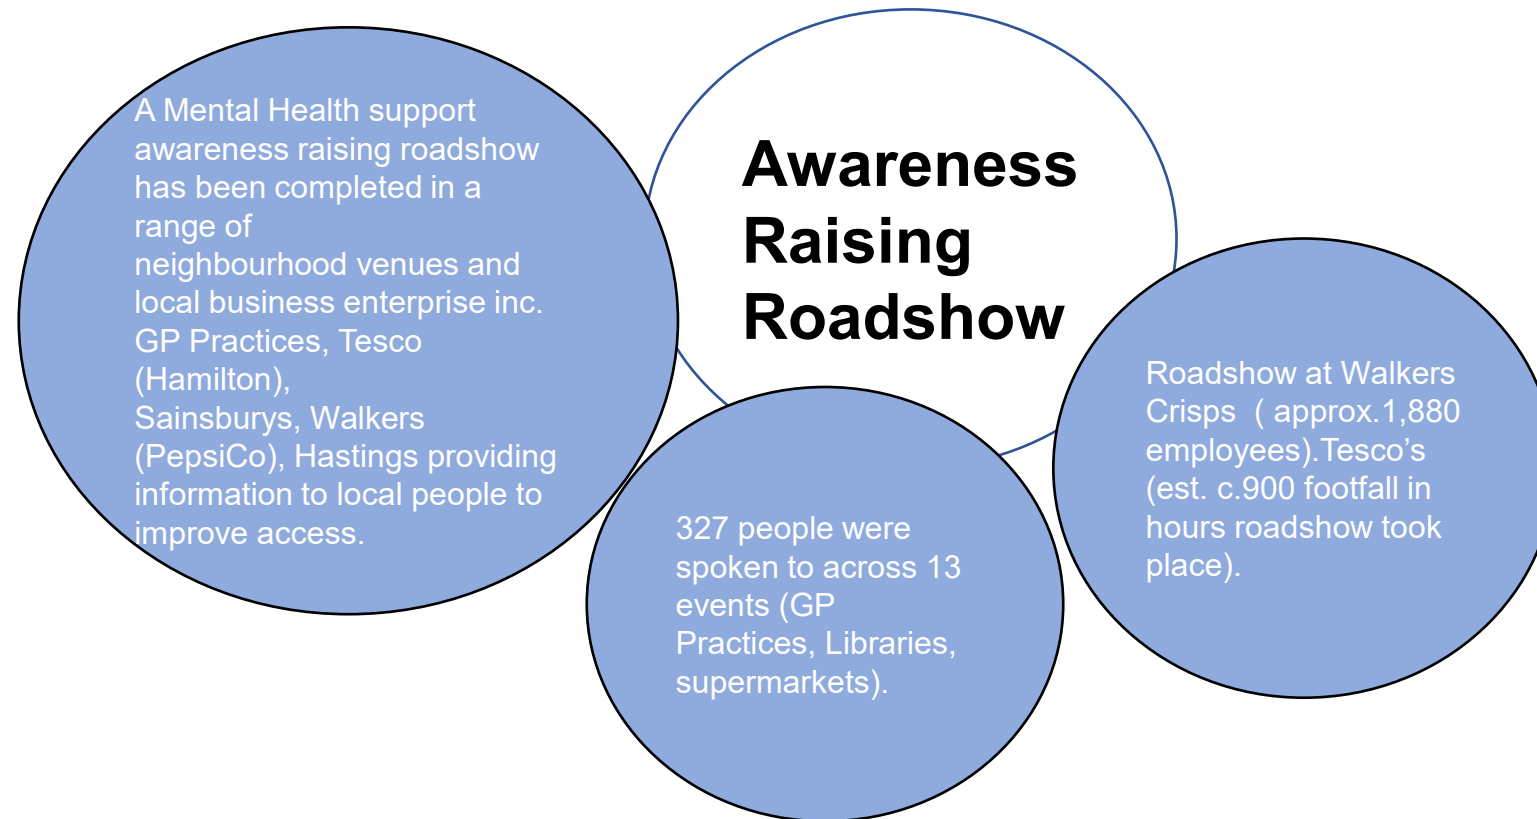 A Mental Health support
awareness raising roadshow
has been completed in a
range of
neighbourhood venues and
local business enterprise inc.
GP Practices, Tesco
(Hamilton),
Sainsburys, Walkers
(PepsiCo), Hastings providing
information to local people to
improve access.
Awareness
Raising
Roadshow
327 people were
spoken to across 13
events (GP
Practices, Libraries,
supermarkets).
Roadshow at Walkers
Crisps  ( approx.1,880
employees).Tesco’s
(est. c.900 footfall in
hours roadshow took
place).